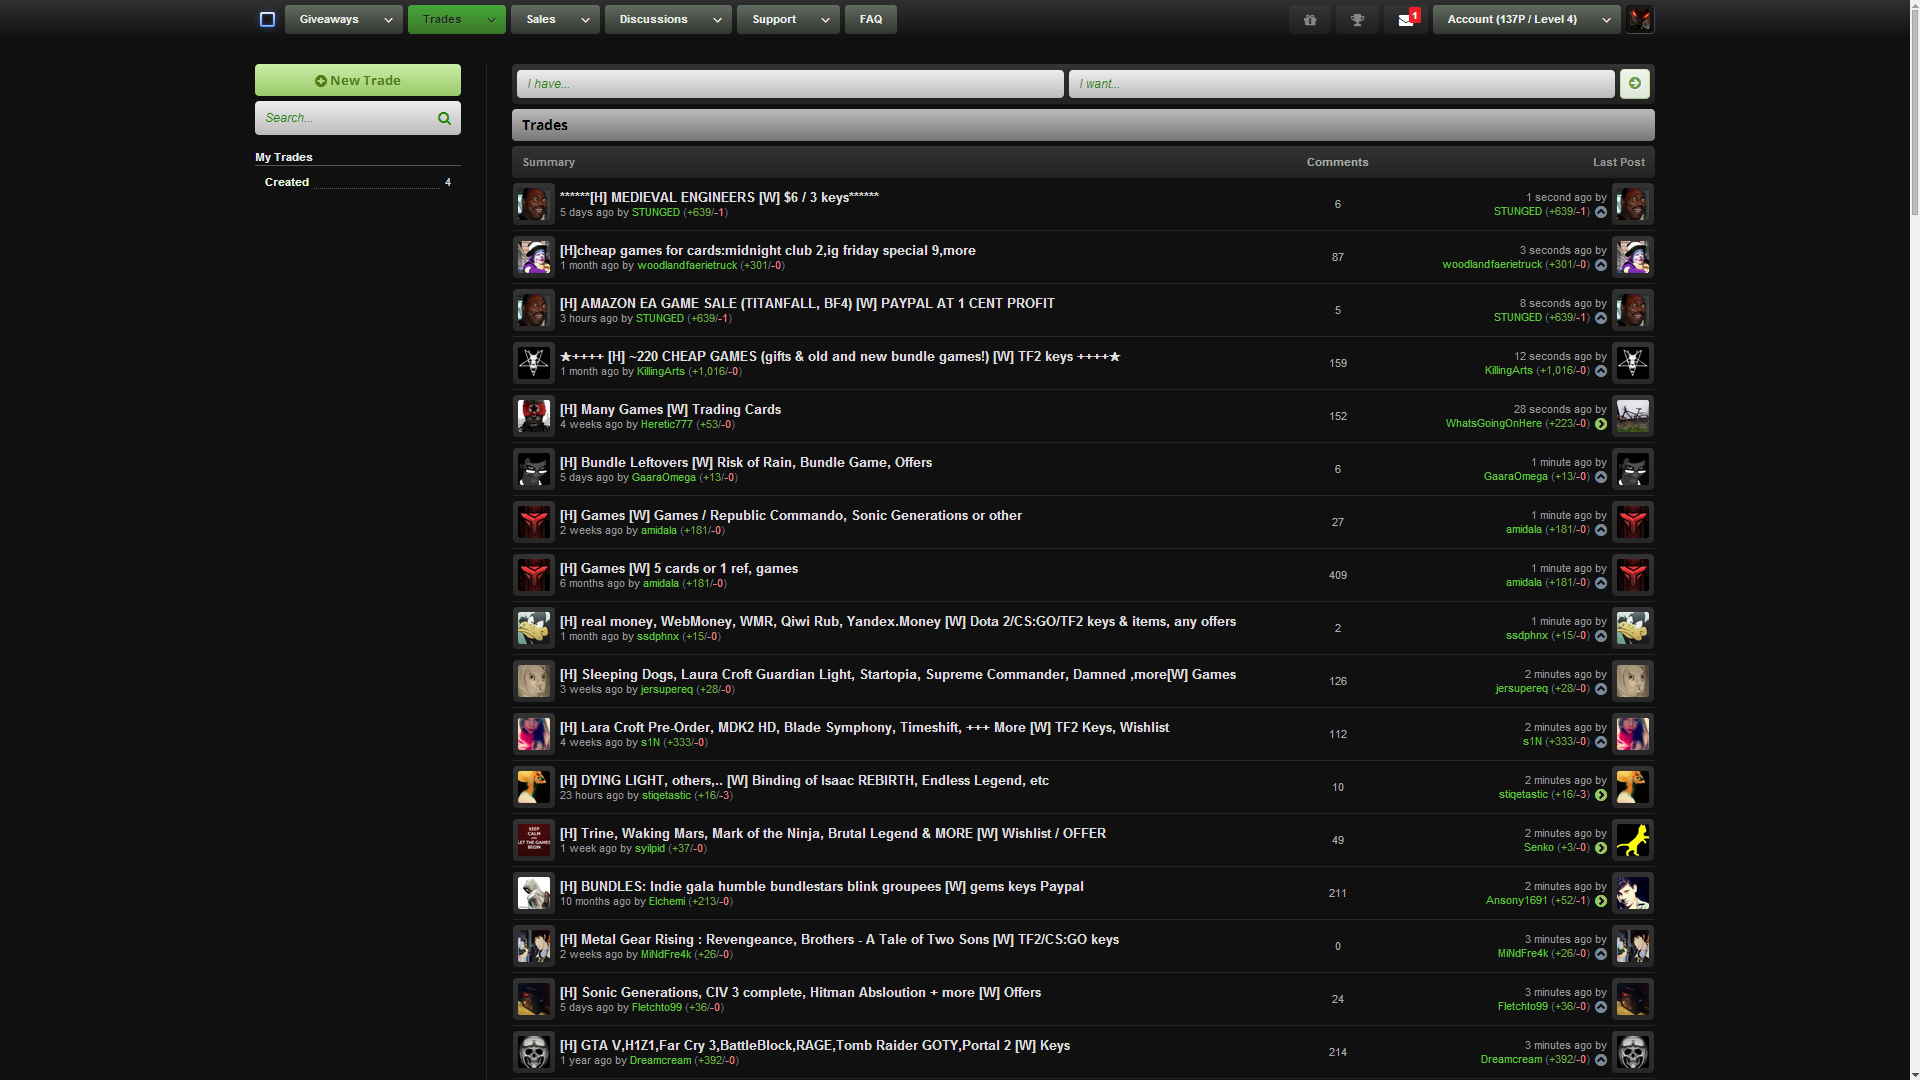 Giveaways Trades Sales Discussions Support FAQ 1 Account (137P / Level 4)
New Trade
I have... I want...
Search...
Trades
My Trades
Created 4
Summary Comments Last Post
******[H] MEDIEVAL ENGINEERS [W] $6 / 3 keys******
5 days ago by STUNGED (+639/-1)
6
1 second ago by
STUNGED (+639/-1)
[H]cheap games for cards:midnight club 2,ig friday special 9,more
1 month ago by woodlandfaerietruck (+301/-0)
87
3 seconds ago by
woodlandfaerietruck (+301/-0)
[H] AMAZON EA GAME SALE (TITANFALL, BF4) [W] PAYPAL AT 1 CENT PROFIT
3 hours ago by STUNGED (+639/-1)
5
8 seconds ago by
STUNGED (+639/-1)
★++++ [H] ~220 CHEAP GAMES (gifts & old and new bundle games!) [W] TF2 keys ++++★
1 month ago by KillingArts (+1,016/-0)
159
12 seconds ago by
KillingArts (+1,016/-0)
[H] Many Games [W] Trading Cards
4 weeks ago by Heretic777 (+53/-0)
152
28 seconds ago by
WhatsGoingOnHere (+223/-0)
[H] Bundle Leftovers [W] Risk of Rain, Bundle Game, Offers
5 days ago by GaaraOmega (+13/-0)
6
1 minute ago by
GaaraOmega (+13/-0)
[H] Games [W] Games / Republic Commando, Sonic Generations or other
2 weeks ago by amidala (+181/-0)
27
1 minute ago by
amidala (+181/-0)
[H] Games [W] 5 cards or 1 ref, games
6 months ago by amidala (+181/-0)
409
1 minute ago by
amidala (+181/-0)
[H] real money, WebMoney, WMR, Qiwi Rub, Yandex.Money [W] Dota 2/CS:GO/TF2 keys & items, any offers
1 month ago by ssdphnx (+15/-0)
2
1 minute ago by
ssdphnx (+15/-0)
[H] Sleeping Dogs, Laura Croft Guardian Light, Startopia, Supreme Commander, Damned ,more[W] Games
3 weeks ago by jersupereq (+28/-0)
126
2 minutes ago by
jersupereq (+28/-0)
[H] Lara Croft Pre-Order, MDK2 HD, Blade Symphony, Timeshift, +++ More [W] TF2 Keys, Wishlist
4 weeks ago by s1N (+333/-0)
112
2 minutes ago by
s1N (+333/-0)
[H] DYING LIGHT, others,.. [W] Binding of Isaac REBIRTH, Endless Legend, etc
23 hours ago by stiqetastic (+16/-3)
10
2 minutes ago by
stiqetastic (+16/-3)
KEEP
CALM
LET THE GAMES
BEGIN
[H] Trine, Waking Mars, Mark of the Ninja, Brutal Legend & MORE [W] Wishlist / OFFER
1 week ago by syilpid (+37/-0)
49
2 minutes ago by
Senko (+3/-0)
[H] BUNDLES: Indie gala humble bundlestars blink groupees [W] gems keys Paypal
10 months ago by Elchemi (+213/-0)
211
2 minutes ago by
Ansony1691 (+52/-1)
[H] Metal Gear Rising : Revengeance, Brothers - A Tale of Two Sons [W] TF2/CS:GO keys
2 weeks ago by MiNdFre4k (+26/-0)
0
3 minutes ago by
MiNdFre4k (+26/-0)
[H] Sonic Generations, CIV 3 complete, Hitman Absloution + more [W] Offers
5 days ago by Fletchto99 (+36/-0)
24
3 minutes ago by
Fletchto99 (+36/-0)
[H] GTA V,H1Z1,Far Cry 3,BattleBlock,RAGE,Tomb Raider GOTY,Portal 2 [W] Keys
1 year ago by Dreamcream (+392/-0)
214
3 minutes ago by
Dreamcream (+392/-0)